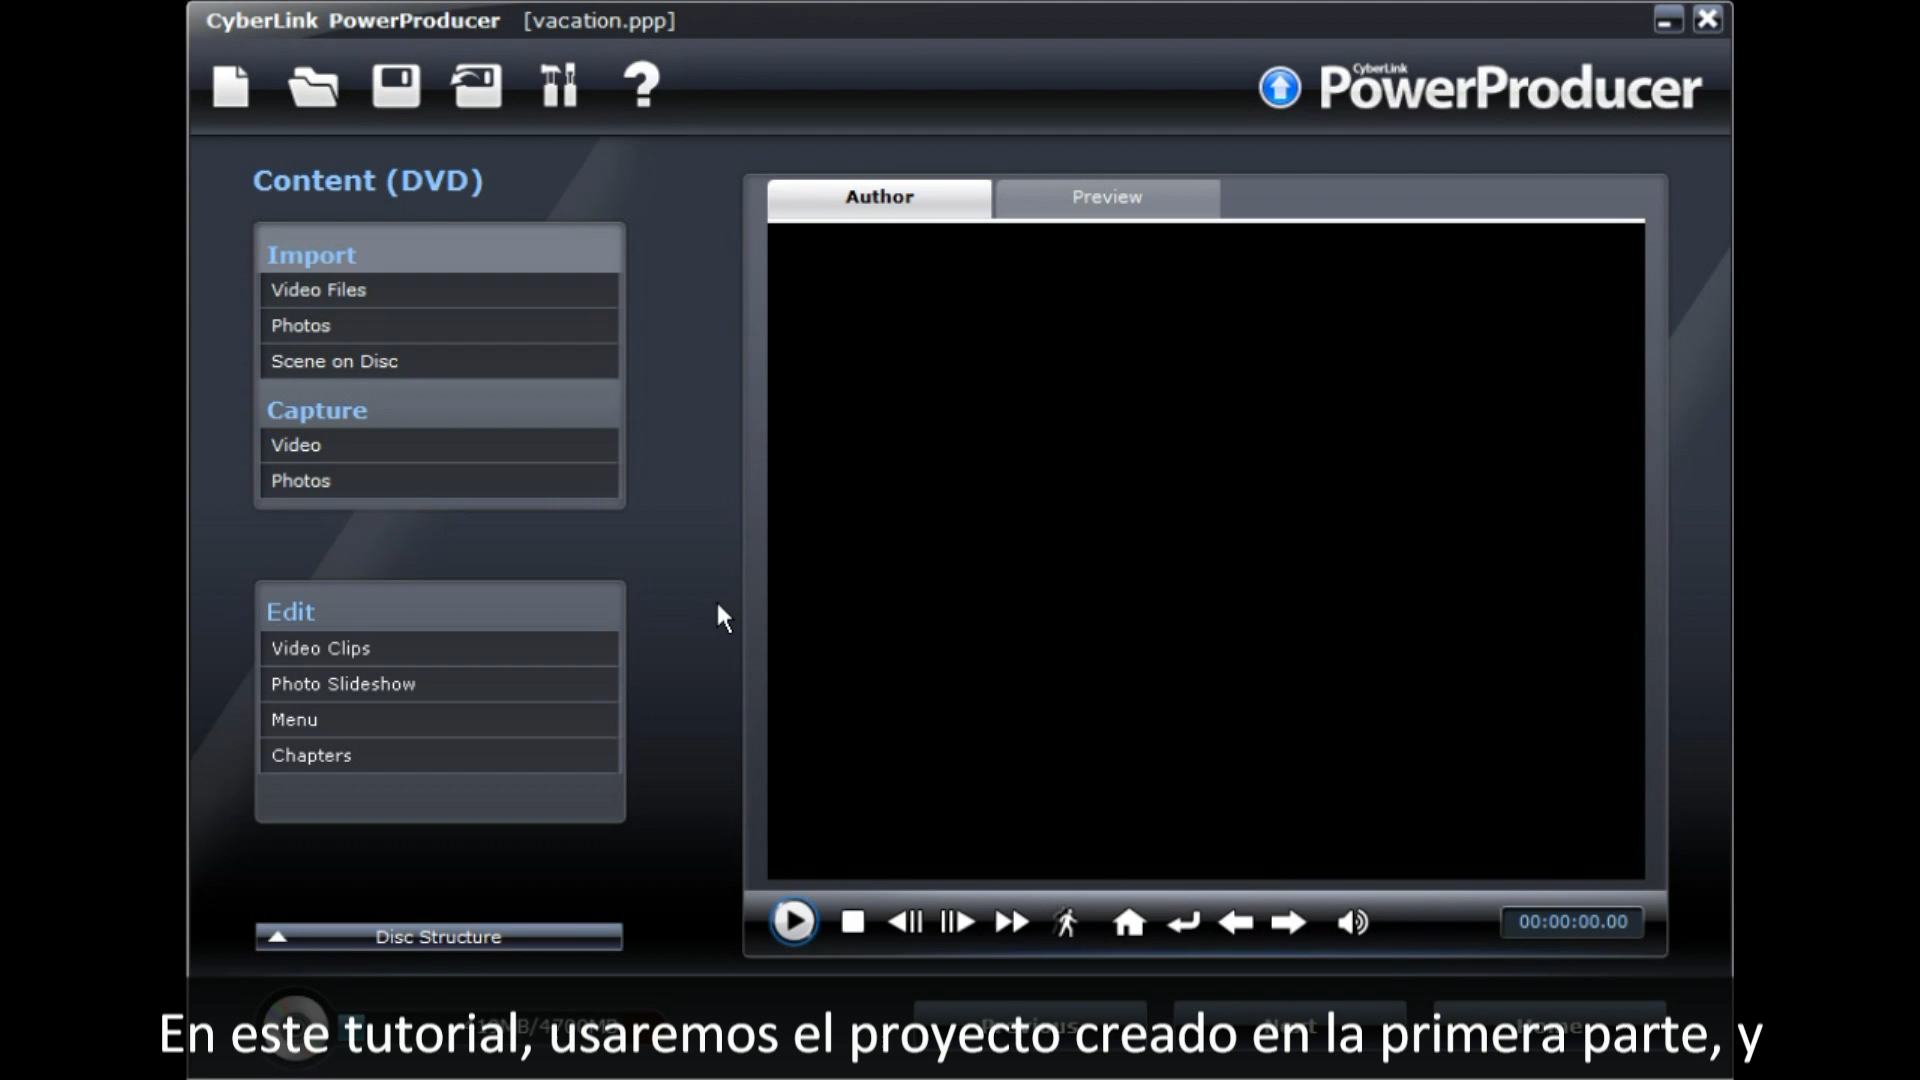 CyberLink PowerProducer [vacation.ppp]
CyberLink
PowerProducer
Content (DVD)
Import
Video Files
Photos
Scene on Disc
Capture
Video
Photos
Edit
Video Clips
Photo Slideshow
Menu
Chapters
Disc Structure
Author
Preview
00:00:00.00
En este tutorial, usaremos el proyecto creado en la primera parte, y